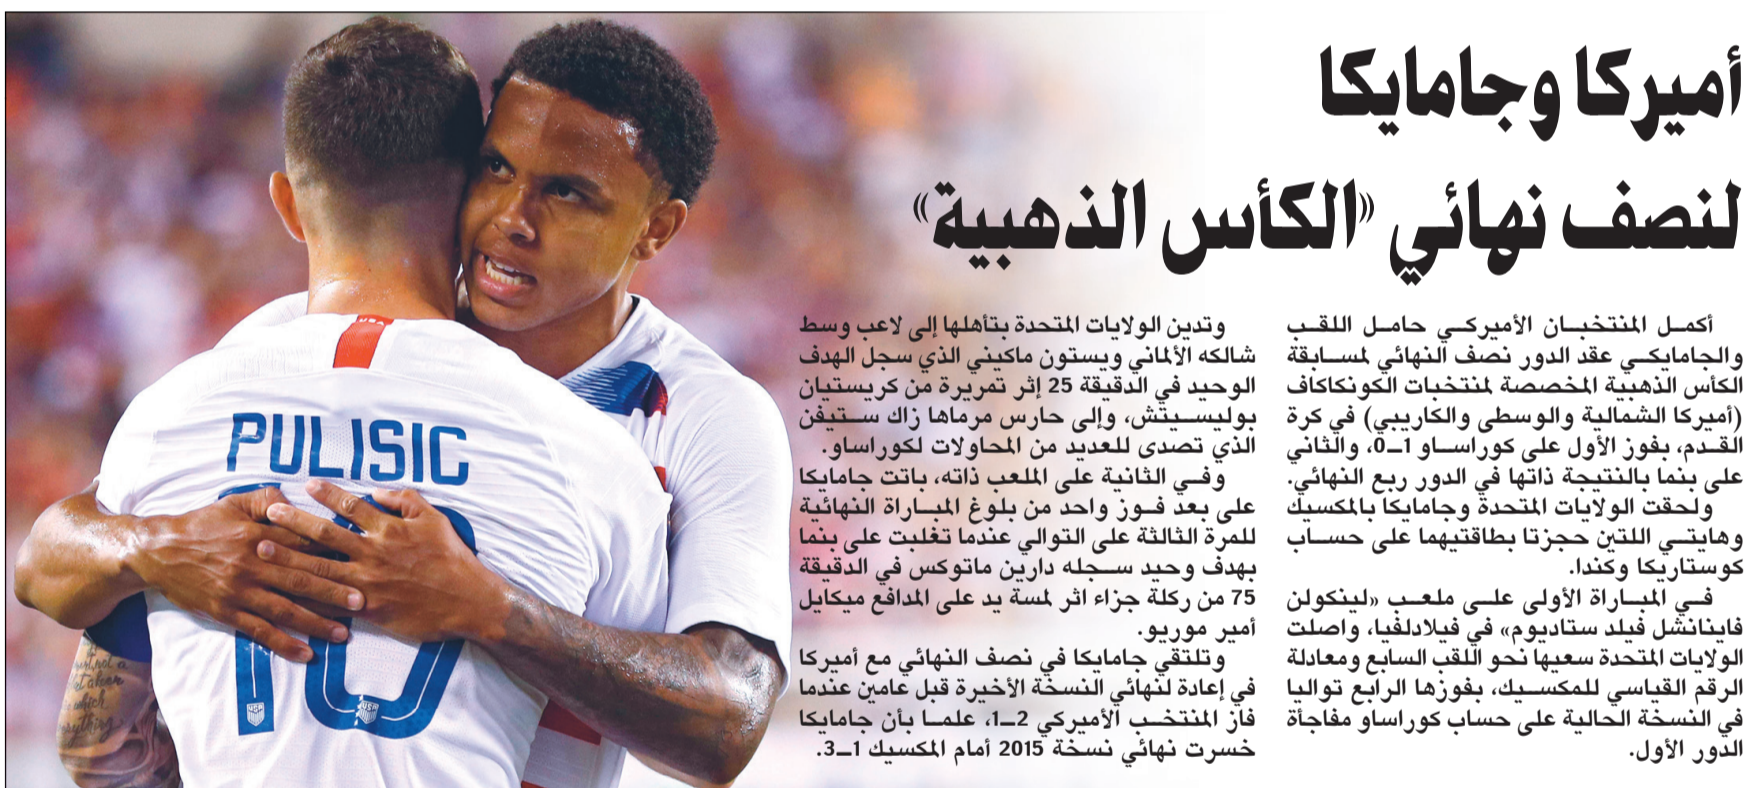 أميركا وجامايكا
لنصف نهائي «الكأس الذهبية»
أكمل المنتخبان الأميركي حامل اللقب
والجامايكي عقد الدور نصف النهائي لمسابقة
الكأس الذهبية المخصصة لمنتخبات الكونكاكاف
(أميركا الشمالية والوسطى والكاريبي) في كرة
القدم، بفوز الأول على كوراساو 1ــ0، والثاني
على بنما بالنتيجة ذاتها في الدور ربع النهائي.
ولحقت الولايات المتحدة وجامايكا بالمكسيك
وهايتي اللتين حجزتا بطاقتيهما على حساب
كوستاريكا وكندا.
في المباراة الأولى على ملعب «لينكولن
فاينانشل فيلد ستاديوم» في فيلادلفيا، واصلت
الولايات المتحدة سعيها نحو اللقب السابع ومعادلة
الرقم القياسي للمكسيك، بفوزها الرابع تواليا
في النسخة الحالية على حساب كوراساو مفاجأة
الدور الأول.
وتدين الولايات المتحدة بتأهلها إلى لاعب وسط
شالكه الألماني ويستون ماكيني الذي سجل الهدف
الوحيد في الدقيقة 25 إثر تمريرة من كريستيان
بوليسيتش، وإلى حارس مرماها زاك ستيفن
الذي تصدى للعديد من المحاولات لكوراساو.
وفي الثانية على الملعب ذاته، باتت جامايكا
على بعد فوز واحد من بلوغ المباراة النهائية
للمرة الثالثة على التوالي عندما تغلبت على بنما
بهدف وحيد سجله دارين ماتوكس في الدقيقة
75 من ركلة جزاء اثر لمسة يد على المدافع ميكايل
أمير موريو.
وتلتقي جامايكا في نصف النهائي مع أميركا
في إعادة لنهائي النسخة الأخيرة قبل عامين عندما
فاز المنتخب الأميركي 2ــ1، علما بأن جامايكا
خسرت نهائي نسخة 2015 أمام المكسيك 1ــ3.
USA
PULISIC
10
USA
USA